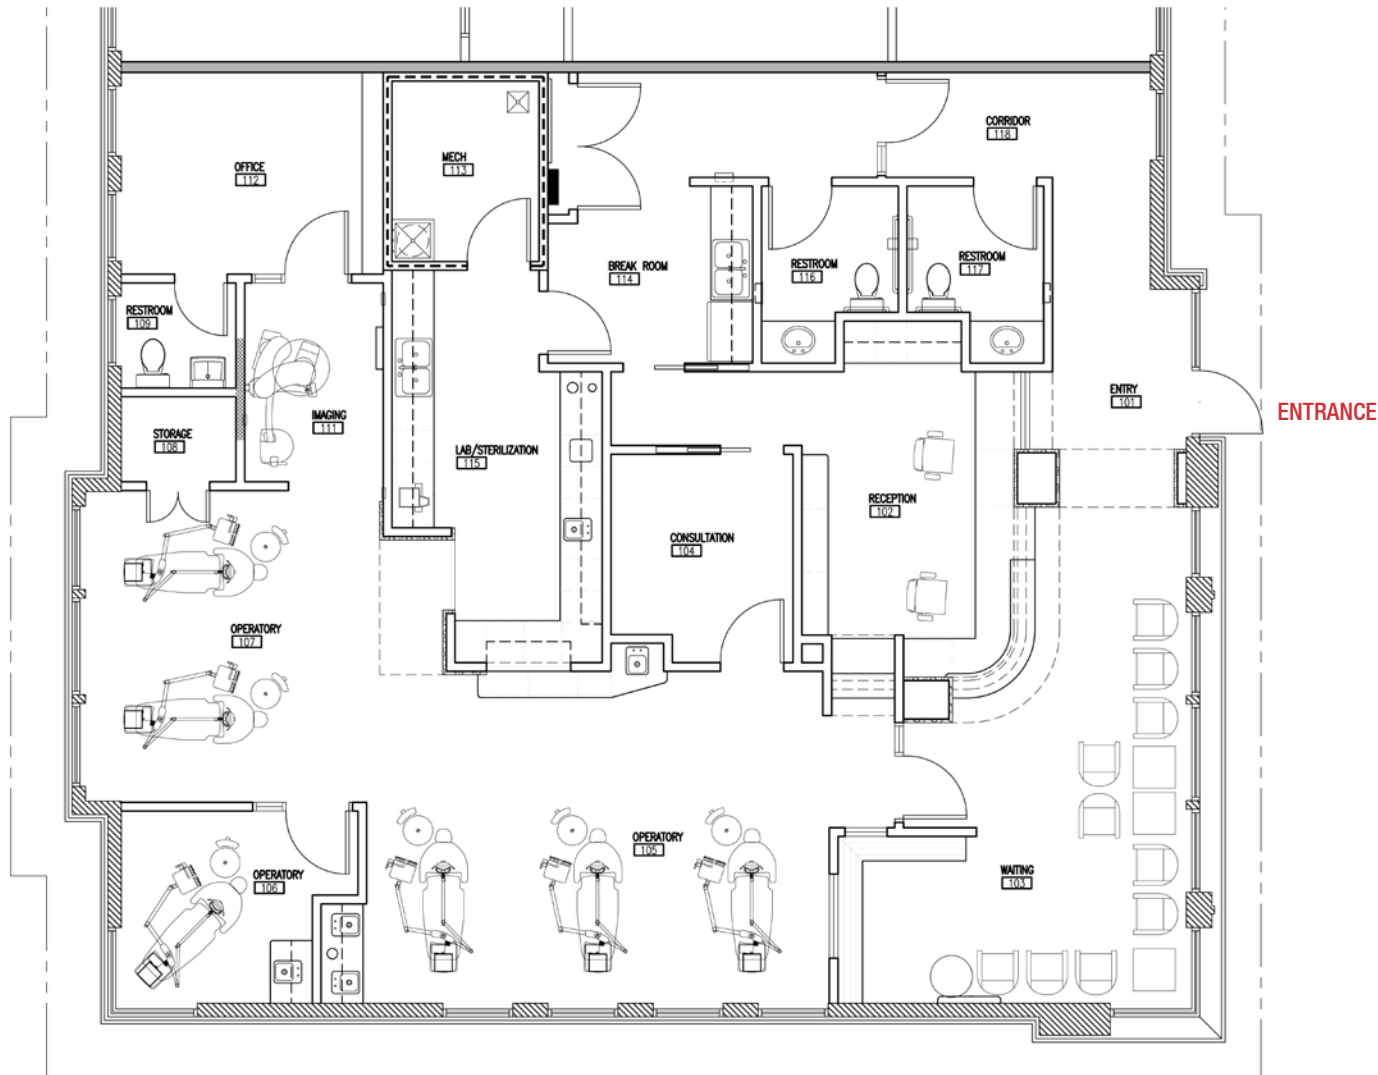 CORRIDOR
118
MECH
113
OFFICE
112
RESTROOM
117
RESTROOM
116
BREAK ROOM
114
RESTROOM
109
ENTRY
101
ENTRANCE
IMAGING
111
STORAGE
108
LAB/STERILIZATION
115
RECEPTION
102
CONSULTATION
104
OPERATORY
107
OPERATORY
105
OPERATORY
106
WAITING
103